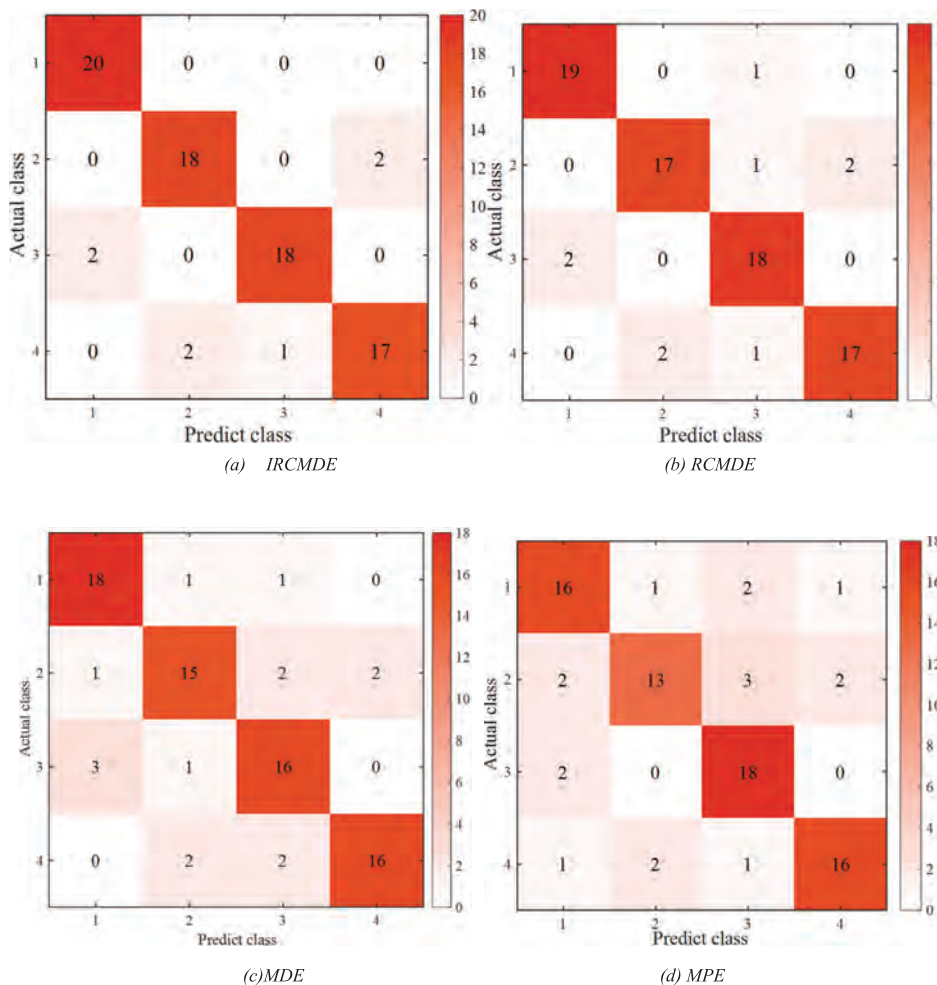 20
1 20 0 0 0 18
16
14
2 0 18 0 2 12
10
Actual class
8
3 2 0 18 0 6
4
4 0 2 1 17 2
0
1 2 3 4
Predict class
(a) IRCMDE
1 19 0 1 0
2 0 17 1 2
Actual class
3 2 0 18 0
4 0 2 1 17
1 2 3 4
Predict class
(b) RCMDE
18
1 18 1 1 0 16
14
2 1 15 2 2 12
10
Actual class
8
3 3 1 16 0 6
4
4 0 2 2 16 2
0
1 2 3 4
Predict class
(c)MDE
18
1 16 1 2 1 16
14
2 2 13 3 2 12
10
Actual class
8
3 2 0 18 0 6
4
4 1 2 1 16 2
0
1 2 3 4
Predict class
(d) MPE